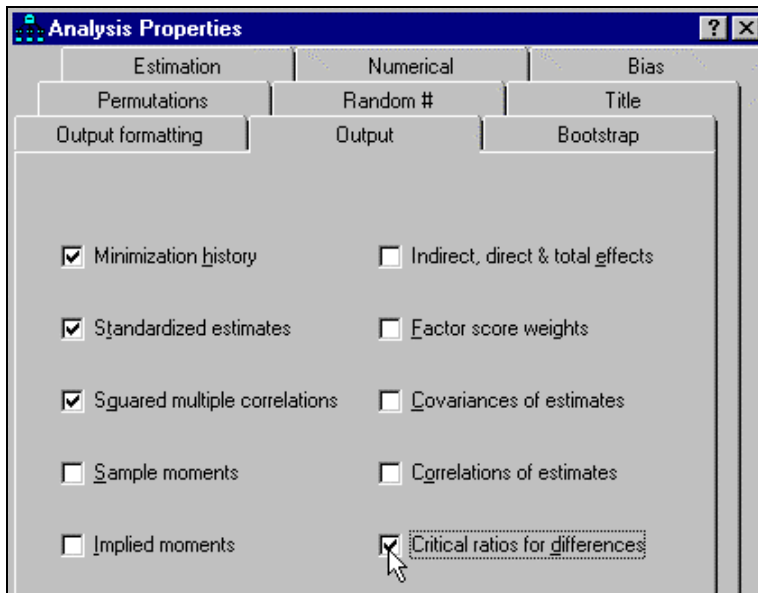 Analysis Properties
Estimation Numerical Bias
Permutations Random # Title
Output formatting Output Bootstrap
Minimization history Indirect, direct & total effects
Standardized estimates Factor score weights
Squared multiple correlations Covariances of estimates
Sample moments Correlations of estimates
Implied moments Critical ratios for differences